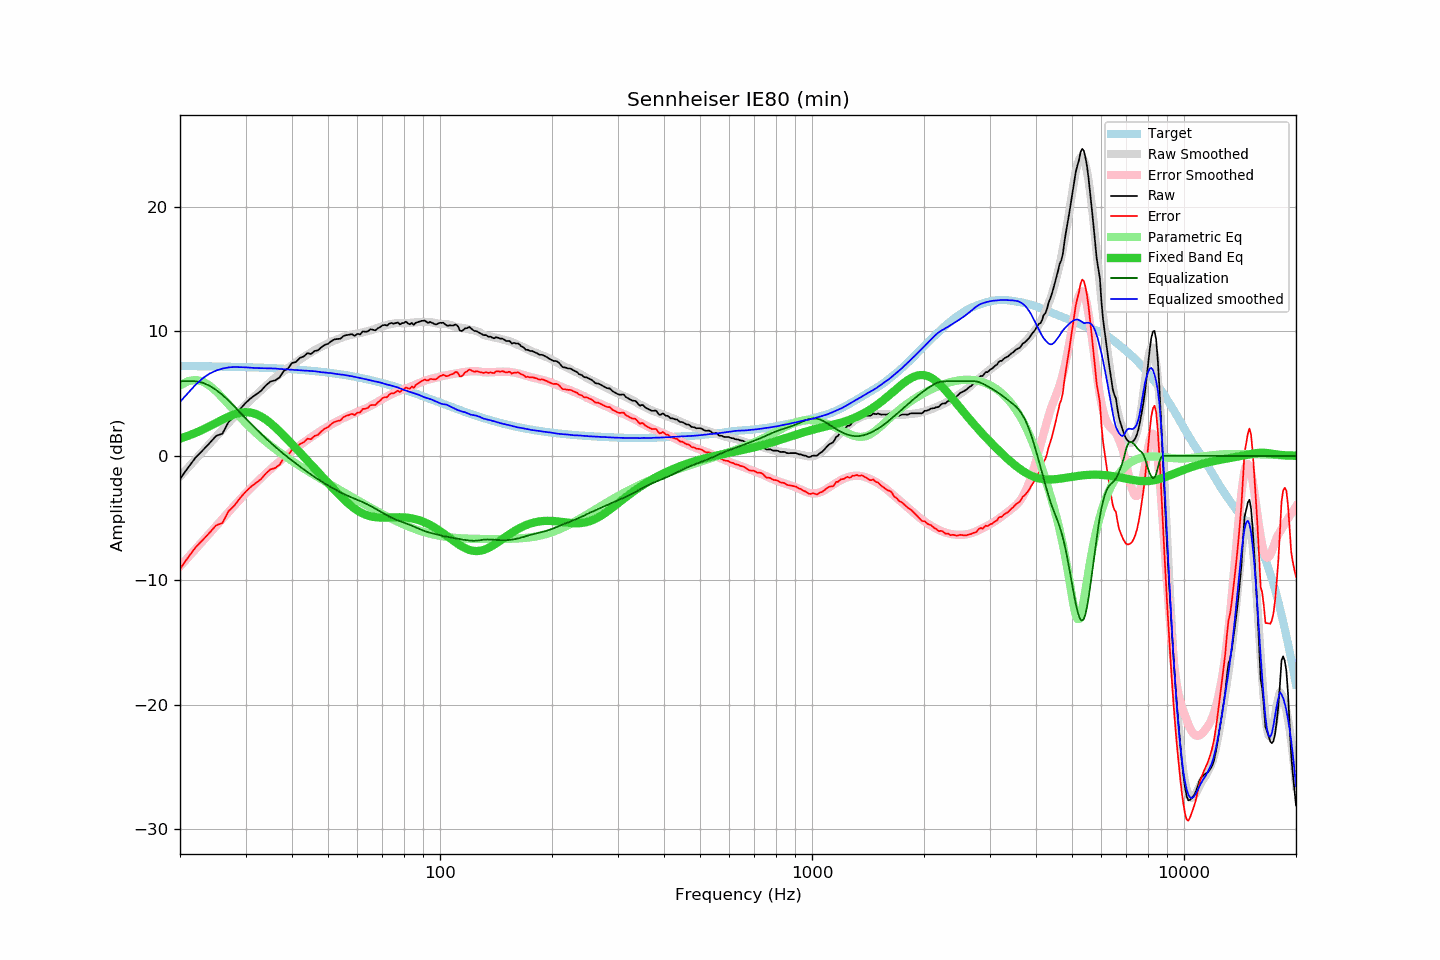 Sennheiser IE80 (min)
Target
Raw Smoothed
Error Smoothed
Raw
Error
Parametric Eq
Fixed Band Eq
Equalization
Equalized smoothed
Amplitude (dBr)
20
10
0
−10
−20
−30
100
1000
10000
Frequency (Hz)